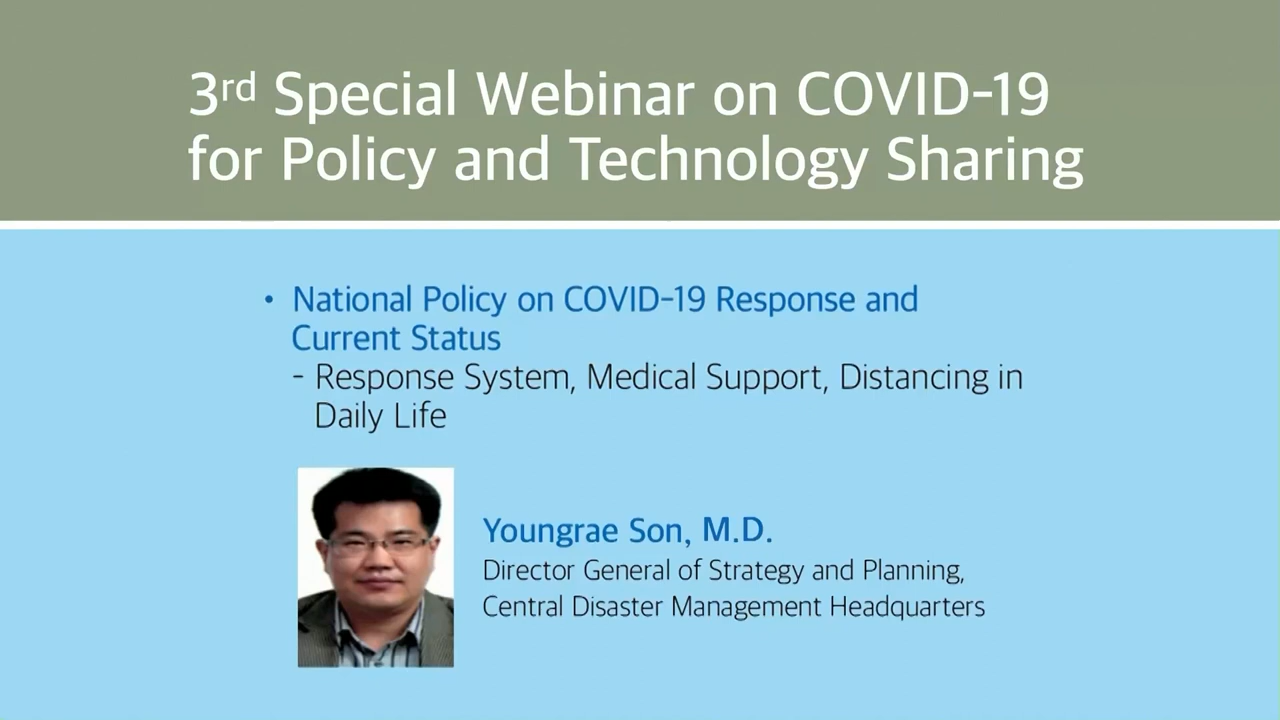 3rd Special Webinar on COVID-19
for Policy and Technology Sharing
• National Policy on COVID-19 Response and
Current Status
- Response System, Medical Support, Distancing in
Daily Life
Youngrae Son, M.D.
Director General of Strategy and Planning,
Central Disaster Management Headquarters